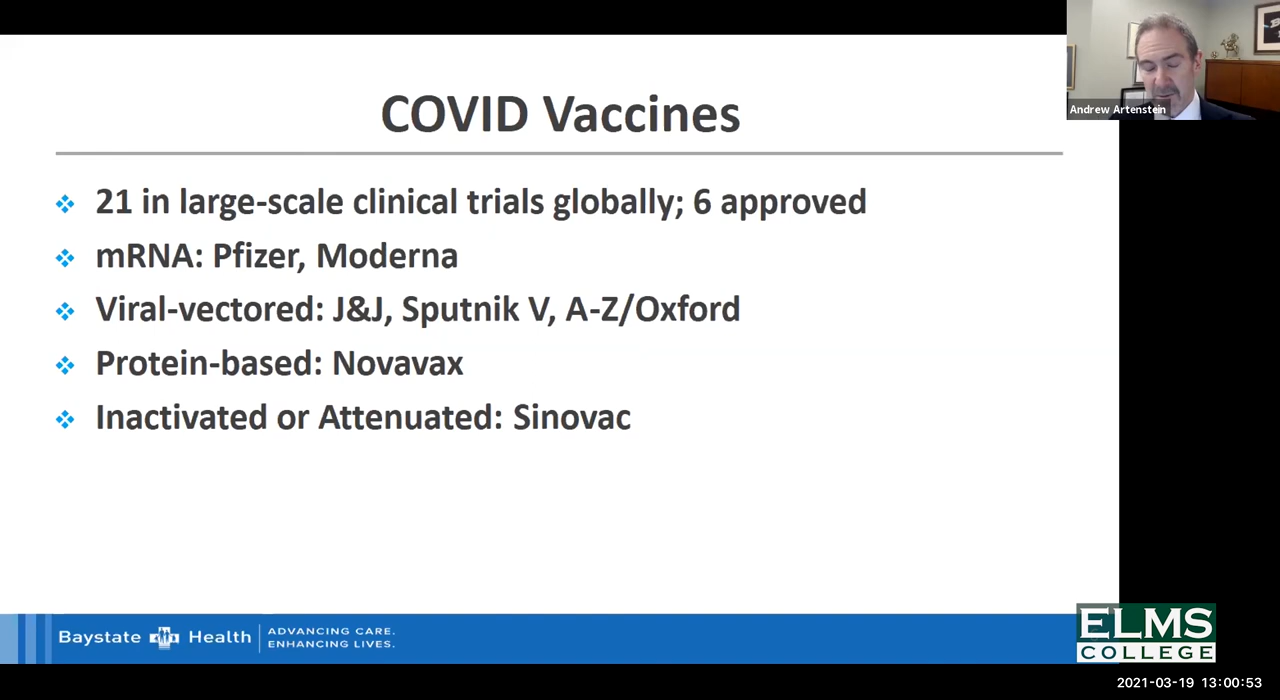 COVID Vaccines
21 in large-scale clinical trials globally; 6 approved
mRNA: Pfizer, Moderna
Viral-vectored: J&J, Sputnik V, A-Z/Oxford
Protein-based: Novavax
Inactivated or Attenuated: Sinovac
Andrew Artenstein
Baystate Health
ADVANCING CARE.
ENHANCING LIVES.
ELMS
COLLEGE
2021-03-19 13:00:53